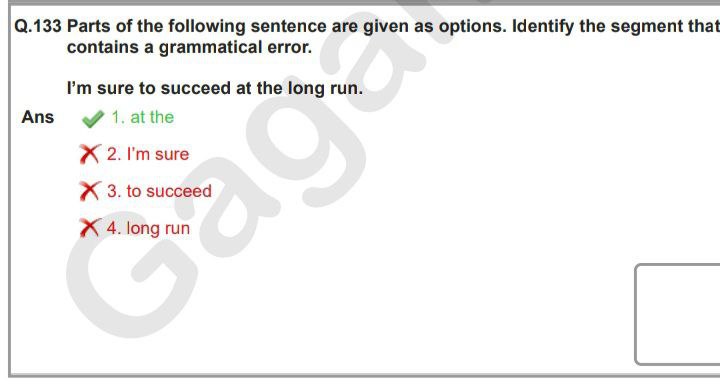 Q.133 Parts of the following sentence are given as options. Identify the segment that
contains a grammatical error.
I'm sure to succeed at the long run.
Ans 1. at the
2. I'm sure
3. to succeed
4. long run
Gagan